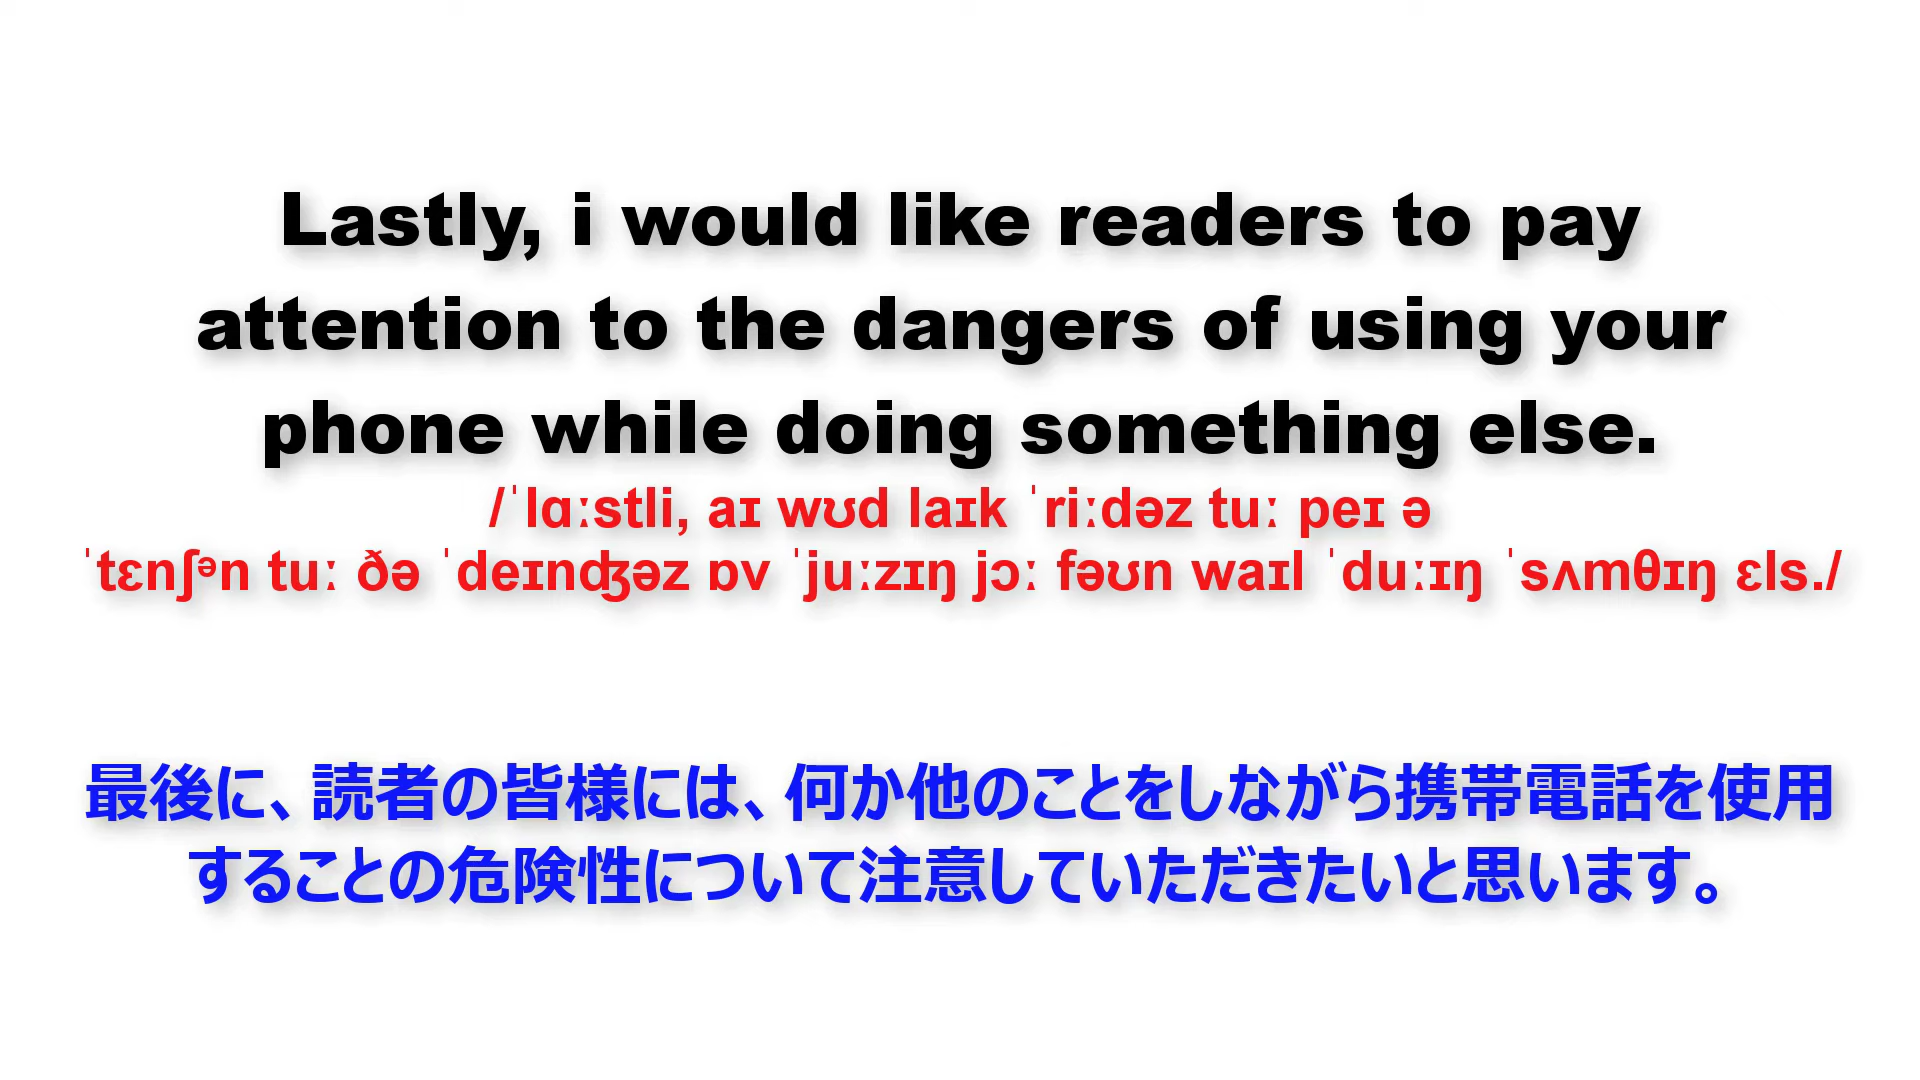 Lastly, i would like readers to pay
attention to the dangers of using your
phone while doing something else.
/ˈlɑːstli, aɪ wʊd laɪk ˈriːdəz tuː peɪ ə
ˈtɛnʃᵊn tuː ðə ˈdeɪnʤəz ɒv ˈjuːzɪŋ jɔː fəʊn waɪl ˈduːɪŋ ˈsʌmθɪŋ ɛls./
最後に、読者の皆様には、何か他のことをしながら携帯電話を使用
することの危険性について注意していただきたいと思います。